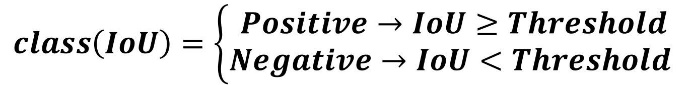 class(IoU) = { Positive → IoU ≥ Threshold
Negative → IoU < Threshold